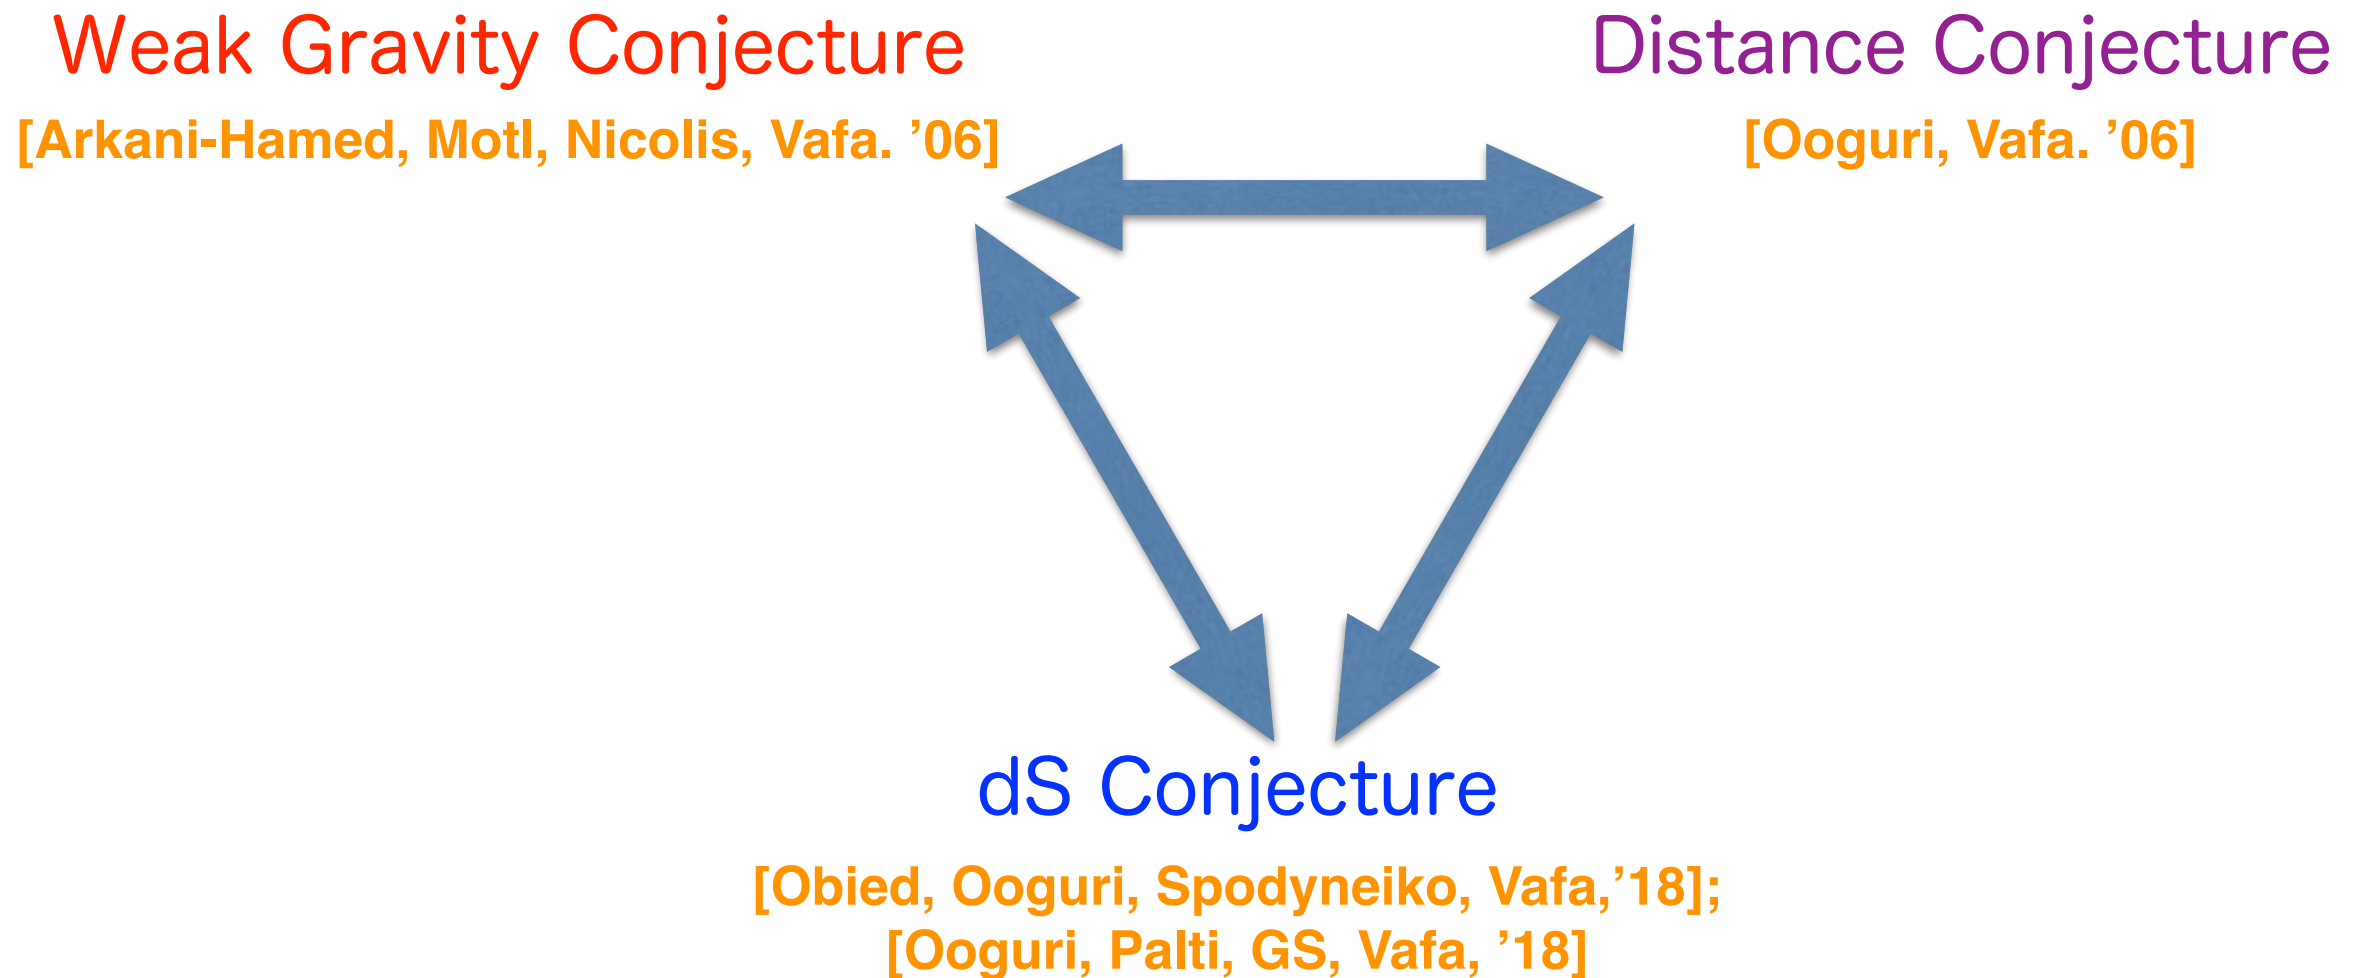 Weak Gravity Conjecture
Distance Conjecture
[Arkani-Hamed, Motl, Nicolis, Vafa. ’06]
[Ooguri, Vafa. ’06]
dS Conjecture
[Obied, Ooguri, Spodyneiko, Vafa,’18];
[Ooguri, Palti, GS, Vafa, ’18]